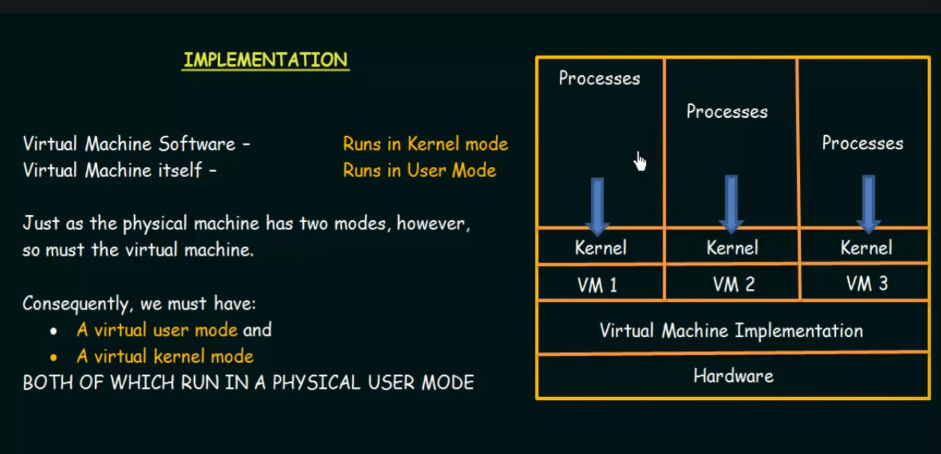 IMPLEMENTATION
Virtual Machine Software – Runs in Kernel mode
Virtual Machine itself – Runs in User Mode
Just as the physical machine has two modes, however,
so must the virtual machine.
Consequently, we must have:
• A virtual user mode and
• A virtual kernel mode
BOTH OF WHICH RUN IN A PHYSICAL USER MODE
Processes
Processes
Processes
Kernel Kernel Kernel
VM 1 VM 2 VM 3
Virtual Machine Implementation
Hardware